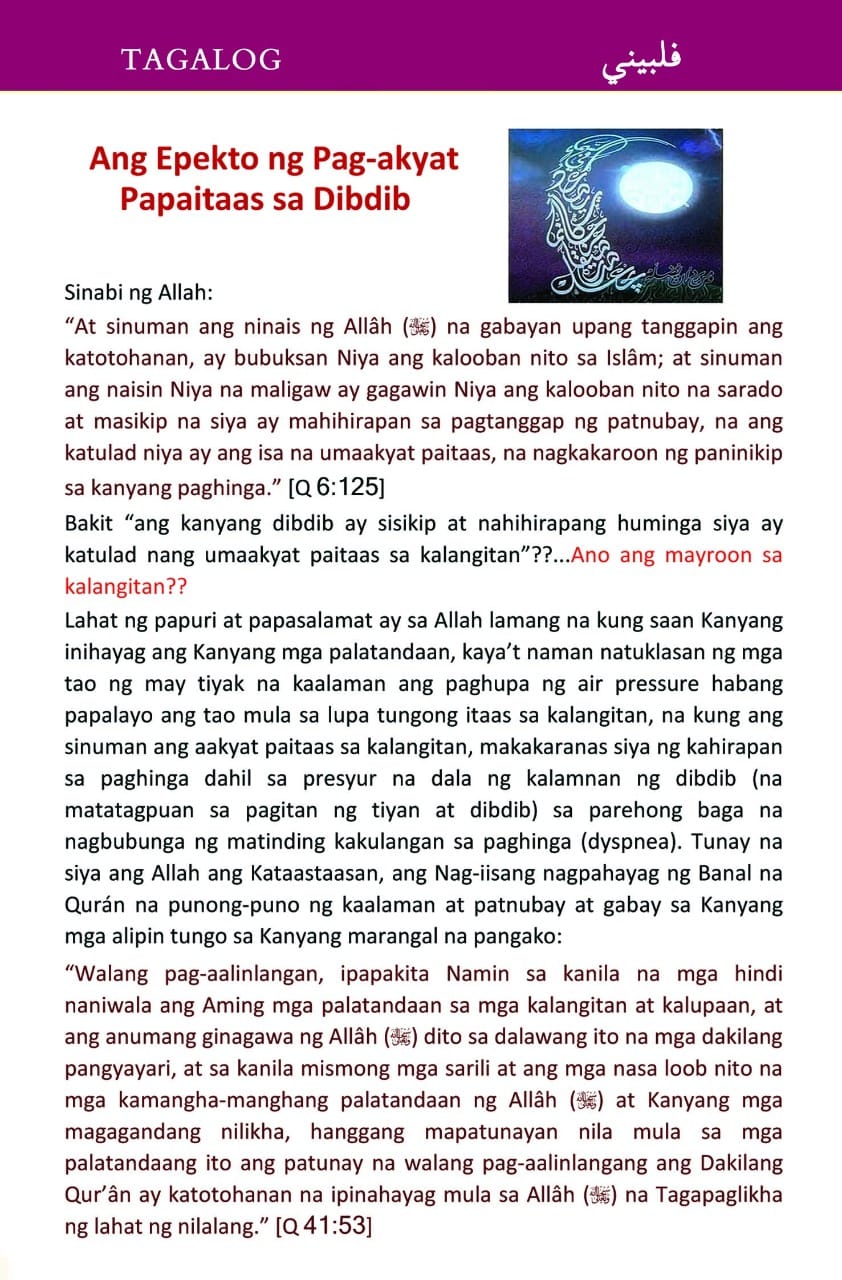 TAGALOG
فلبيني
Ang Epekto ng Pag-akyat
Papaitaas sa Dibdib
Sinabi ng Allah:
“At sinuman ang ninais ng Allâh (ﷻ) na gabayan upang tanggapin ang
katotohanan, ay bubuksan Niya ang kalooban nito sa Islâm; at sinuman
ang naisin Niya na maligaw ay gagawin Niya ang kalooban nito na sarado
at masikip na siya ay mahihirapan sa pagtanggap ng patnubay, na ang
katulad niya ay ang isa na umaakyat paitaas, na nagkakaroon ng paninikip
sa kanyang paghinga.” [Q 6:125]
Bakit “ang kanyang dibdib ay sisikip at nahihirapang huminga siya ay
katulad nang umaakyat paitaas sa kalangitan”??...Ano ang mayroon sa
kalangitan??
Lahat ng papuri at papasalamat ay sa Allah lamang na kung saan Kanyang
inihayag ang Kanyang mga palatandaan, kaya’t naman natuklasan ng mga
tao ng may tiyak na kaalaman ang paghupa ng air pressure habang
papalayo ang tao mula sa lupa tungong itaas sa kalangitan, na kung ang
sinuman ang aakyat paitaas sa kalangitan, makakaranas siya ng kahirapan
sa paghinga dahil sa presyur na dala ng kalamnan ng dibdib (na
matatagpuan sa pagitan ng tiyan at dibdib) sa parehong baga na
nagbubunga ng matinding kakulangan sa paghinga (dyspnea). Tunay na
siya ang Allah ang Kataastaasan, ang Nag-iisang nagpahayag ng Banal na
Qurán na punong-puno ng kaalaman at patnubay at gabay sa Kanyang
mga alipin tungo sa Kanyang marangal na pangako:
“Walang pag-aalinlangan, ipapakita Namin sa kanila na mga hindi
naniwala ang Aming mga palatandaan sa mga kalangitan at kalupaan, at
ang anumang ginagawa ng Allâh (ﷻ) dito sa dalawang ito na mga dakilang
pangyayari, at sa kanila mismong mga sarili at ang mga nasa loob nito na
mga kamangha-manghang palatandaan ng Allâh (ﷻ) at Kanyang mga
magagandang nilikha, hanggang mapatunayan nila mula sa mga
palatandaang ito ang patunay na walang pag-aalinlangang ang Dakilang
Qur’ân ay katotohanan na ipinahayag mula sa Allâh (ﷻ) na Tagapaglikha
ng lahat ng nilalang.” [Q 41:53]